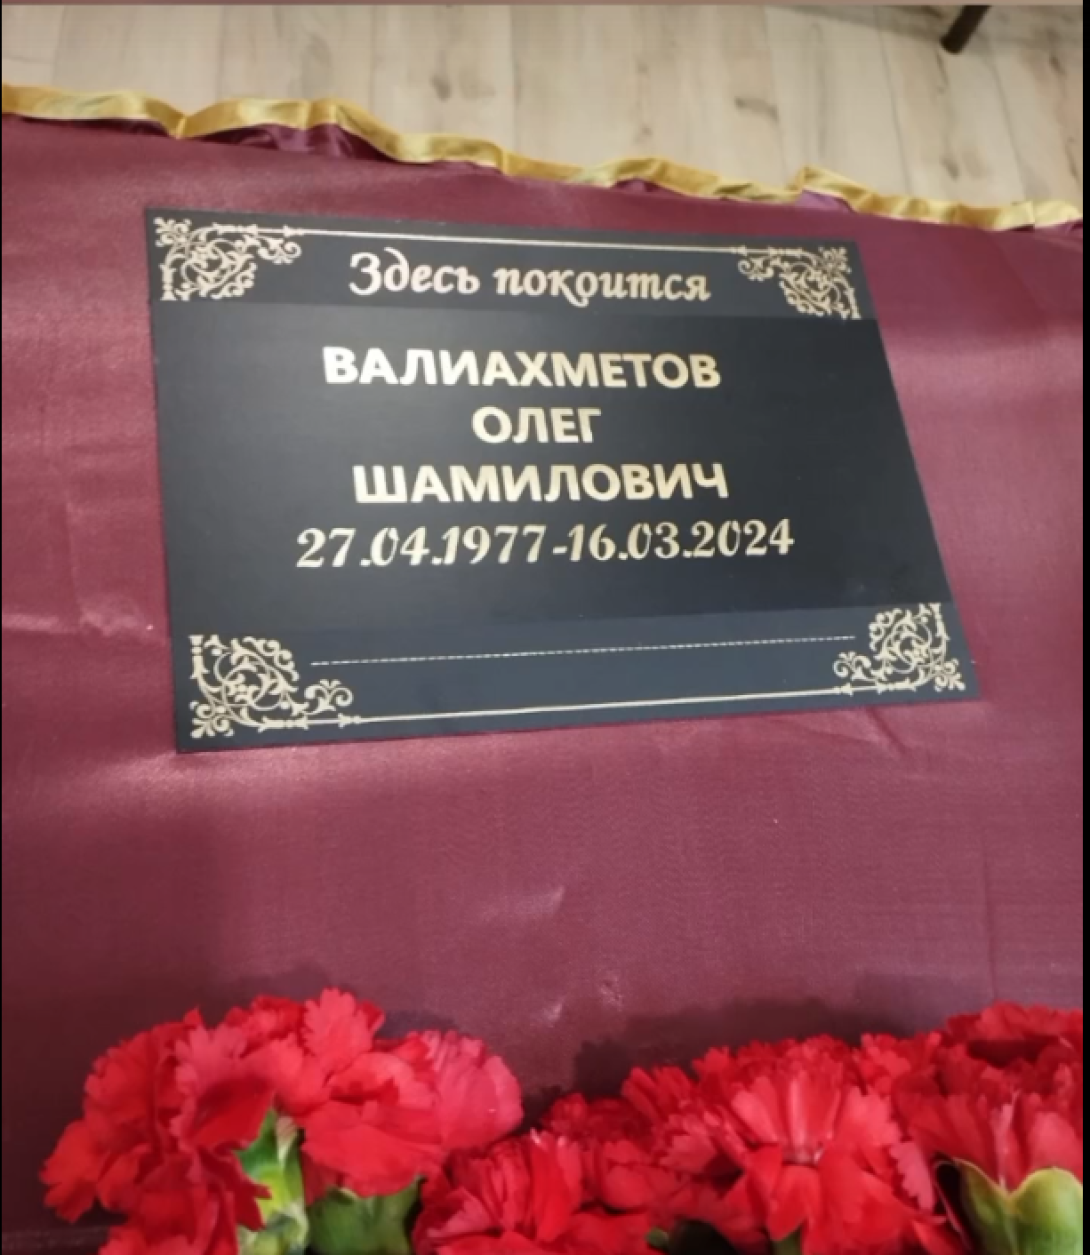 Здесь покоится
ВАЛИАХМЕТОВ
ОЛЕГ
ШАМИЛОВИЧ
27.04.1977-16.03.2024